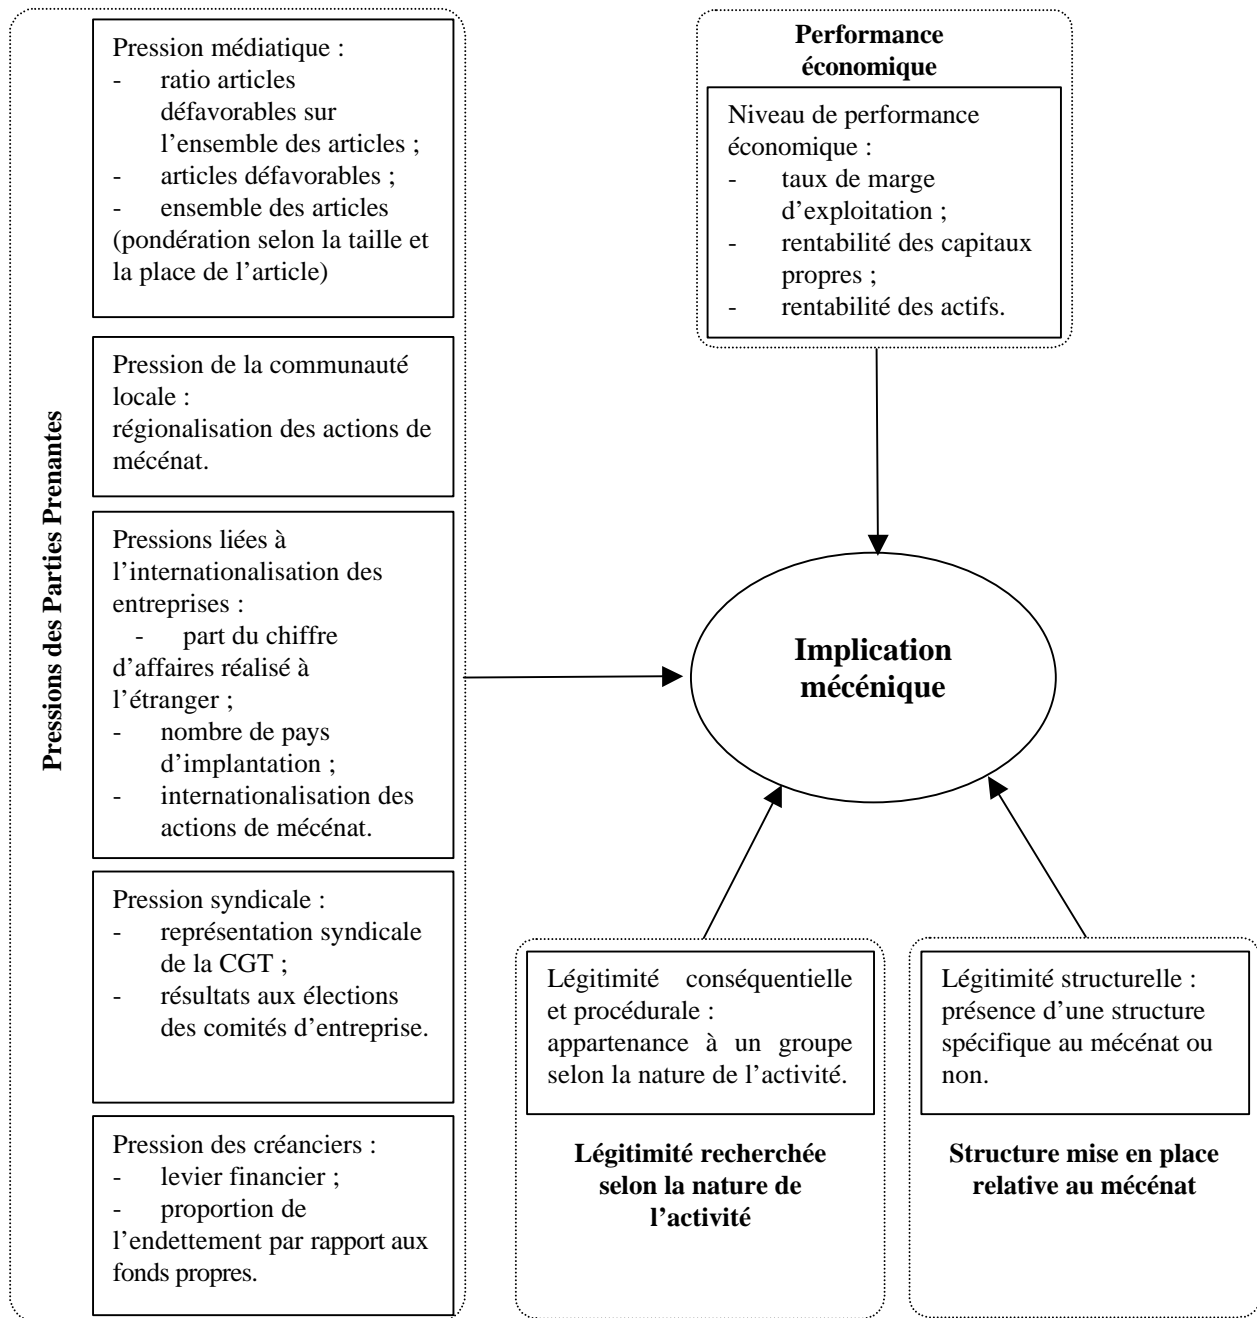 Pressions des Parties Prenantes
Pression médiatique :
- ratio articles
défavorables sur
l’ensemble des articles ;
- articles défavorables ;
- ensemble des articles
(pondération selon la taille et
la place de l’article)
Pression de la communauté
locale :
régionalisation des actions de
mécénat.
Pressions liées à
l’internationalisation des
entreprises :
- part du chiffre
d’affaires réalisé à
l’étranger ;
- nombre de pays
d’implantation ;
- internationalisation des
actions de mécénat.
Pression syndicale :
- représentation syndicale
de la CGT ;
- résultats aux élections
des comités d’entreprise.
Pression des créanciers :
- levier financier ;
- proportion de
l’endettement par rapport aux
fonds propres.
Performance
économique
Niveau de performance
économique :
- taux de marge
d’exploitation ;
- rentabilité des capitaux
propres ;
- rentabilité des actifs.
Implication
mécénique
Légitimité conséquentielle
et procédurale :
appartenance à un groupe
selon la nature de l’activité.
Légitimité recherchée
selon la nature de
l’activité
Légitimité structurelle :
présence d’une structure
spécifique au mécénat ou
non.
Structure mise en place
relative au mécénat